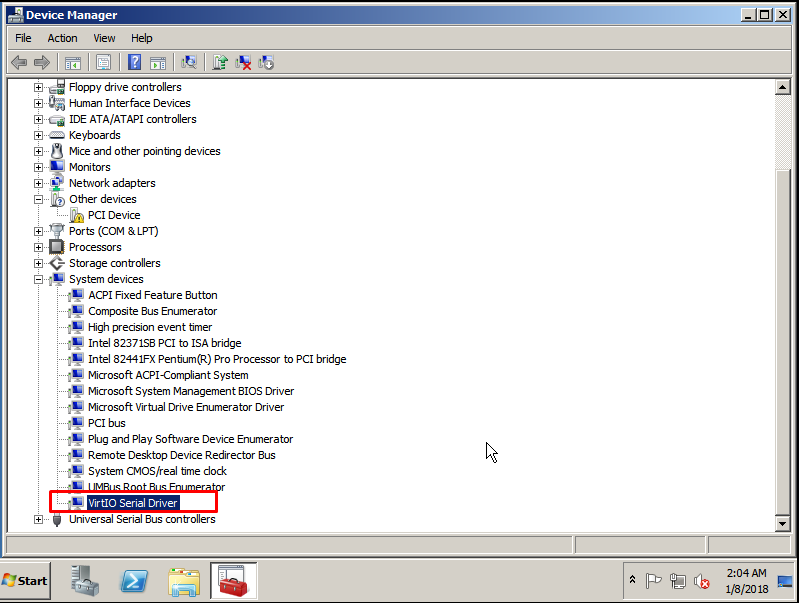 Device Manager
File Action View Help
Floppy drive controllers
Human Interface Devices
IDE ATA/ATAPI controllers
Keyboards
Mice and other pointing devices
Monitors
Network adapters
Other devices
PCI Device
Ports (COM & LPT)
Processors
Storage controllers
System devices
ACPI Fixed Feature Button
Composite Bus Enumerator
High precision event timer
Intel 82371SB PCI to ISA bridge
Intel 82441FX Pentium(R) Pro Processor to PCI bridge
Microsoft ACPI-Compliant System
Microsoft System Management BIOS Driver
Microsoft Virtual Drive Enumerator Driver
PCI bus
Plug and Play Software Device Enumerator
Remote Desktop Device Redirector Bus
System CMOS/real time clock
UMBus Root Bus Enumerator
VirtIO Serial Driver
Universal Serial Bus controllers
Start
2:04 AM
1/8/2018